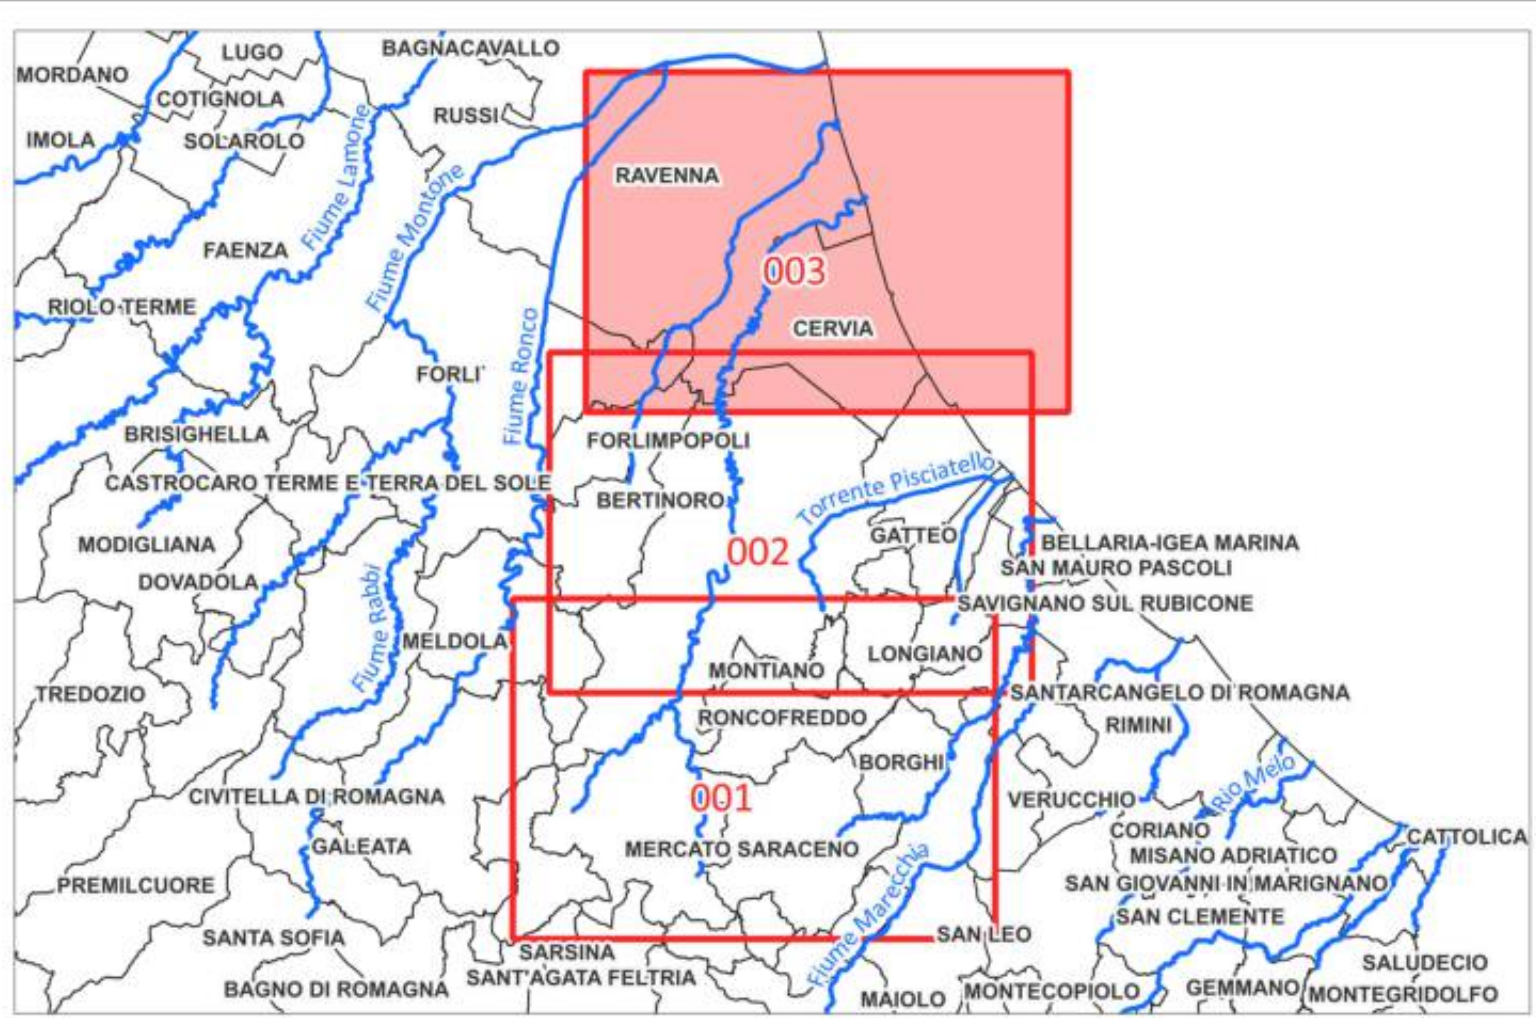 LUGO
BAGNACAVALLO
MORDANO
COTIGNOLA
RUSSI
IMOLA
SOLAROLO
Fiume Lamone
RAVENNA
Fiume Montone
FAENZA
003
RIOLO TERME
CERVIA
Fiume Ronco
FORLI'
BRISIGHELLA
FORLIMPOPOLI
CASTROCARO TERME E TERRA DEL SOLE
Torrente Pisciatello
BERTINORO
GATTEO
MODIGLIANA
002
BELLARIA-IGEA MARINA
SAN MAURO PASCOLI
DOVADOLA
SAVIGNANO SUL RUBICONE
Fiume Rabbi
MELDOLA
LONGIANO
MONTIANO
TREDOZIO
SANTARCANGELO DI ROMAGNA
RONCOFREDDO
RIMINI
BORGHI
Rio Melo
CIVITELLA DI ROMAGNA
001
VERUCCHIO
CORIANO
CATTOLICA
GALEATA
MERCATO SARACENO
MISANO ADRIATICO
PREMILCUORE
SAN GIOVANNI IN MARIGNANO
Fiume Marecchia
SAN CLEMENTE
SANTA SOFIA
SAN LEO
SARSINA
SALUDECIO
SANT'AGATA FELTRIA
BAGNO DI ROMAGNA
MAIOLO
MONTECOPIOLO
GEMMANO
MONTEGRIDOLFO